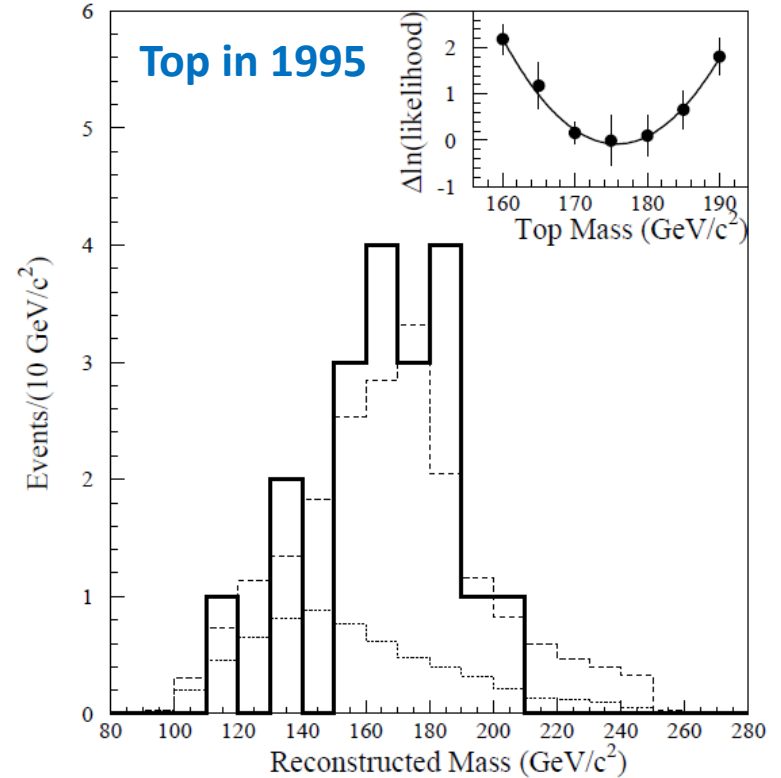 Top in 1995
Events/(10 GeV/c²)
6
5
4
3
2
1
0
80 100 120 140 160 180 200 220 240 260 280
Reconstructed Mass (GeV/c²)
Δln(likelihood)
2
1
0
-1
160 170 180 190
Top Mass (GeV/c²)